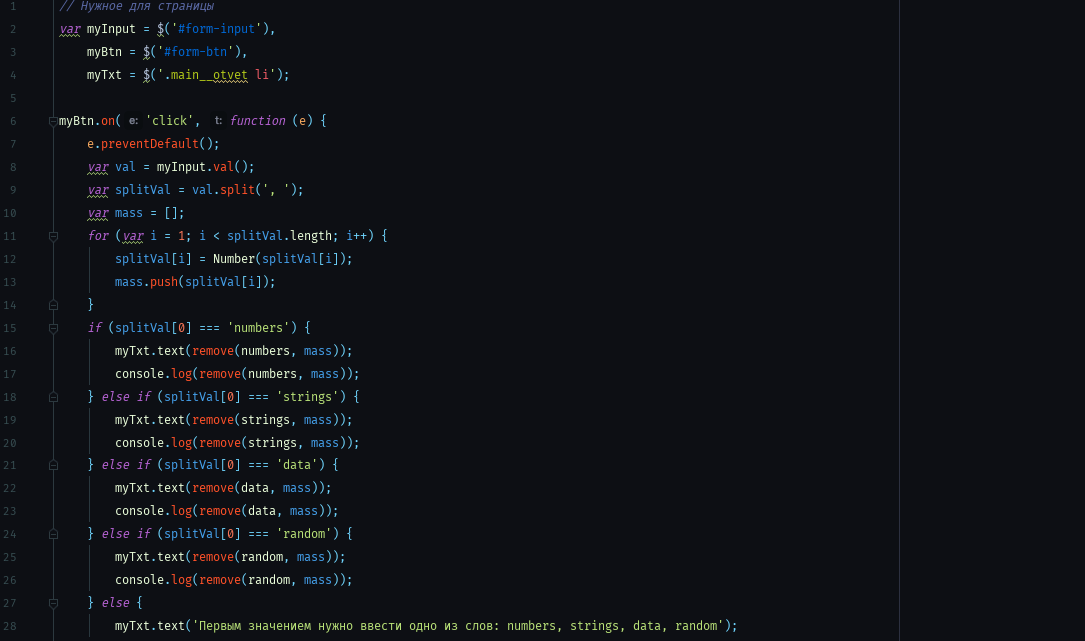 1 // Нужное для страницы
2 var myInput = $('#form-input'),
3 myBtn = $('#form-btn'),
4 myTxt = $('.main__otvet li');
5
6 myBtn.on( e: 'click', t: function (e) {
7 e.preventDefault();
8 var val = myInput.val();
9 var splitVal = val.split(', ');
10 var mass = [];
11 for (var i = 1; i < splitVal.length; i++) {
12 splitVal[i] = Number(splitVal[i]);
13 mass.push(splitVal[i]);
14 }
15 if (splitVal[0] === 'numbers') {
16 myTxt.text(remove(numbers, mass));
17 console.log(remove(numbers, mass));
18 } else if (splitVal[0] === 'strings') {
19 myTxt.text(remove(strings, mass));
20 console.log(remove(strings, mass));
21 } else if (splitVal[0] === 'data') {
22 myTxt.text(remove(data, mass));
23 console.log(remove(data, mass));
24 } else if (splitVal[0] === 'random') {
25 myTxt.text(remove(random, mass));
26 console.log(remove(random, mass));
27 } else {
28 myTxt.text('Первым значением нужно ввести одно из слов: numbers, strings, data, random');